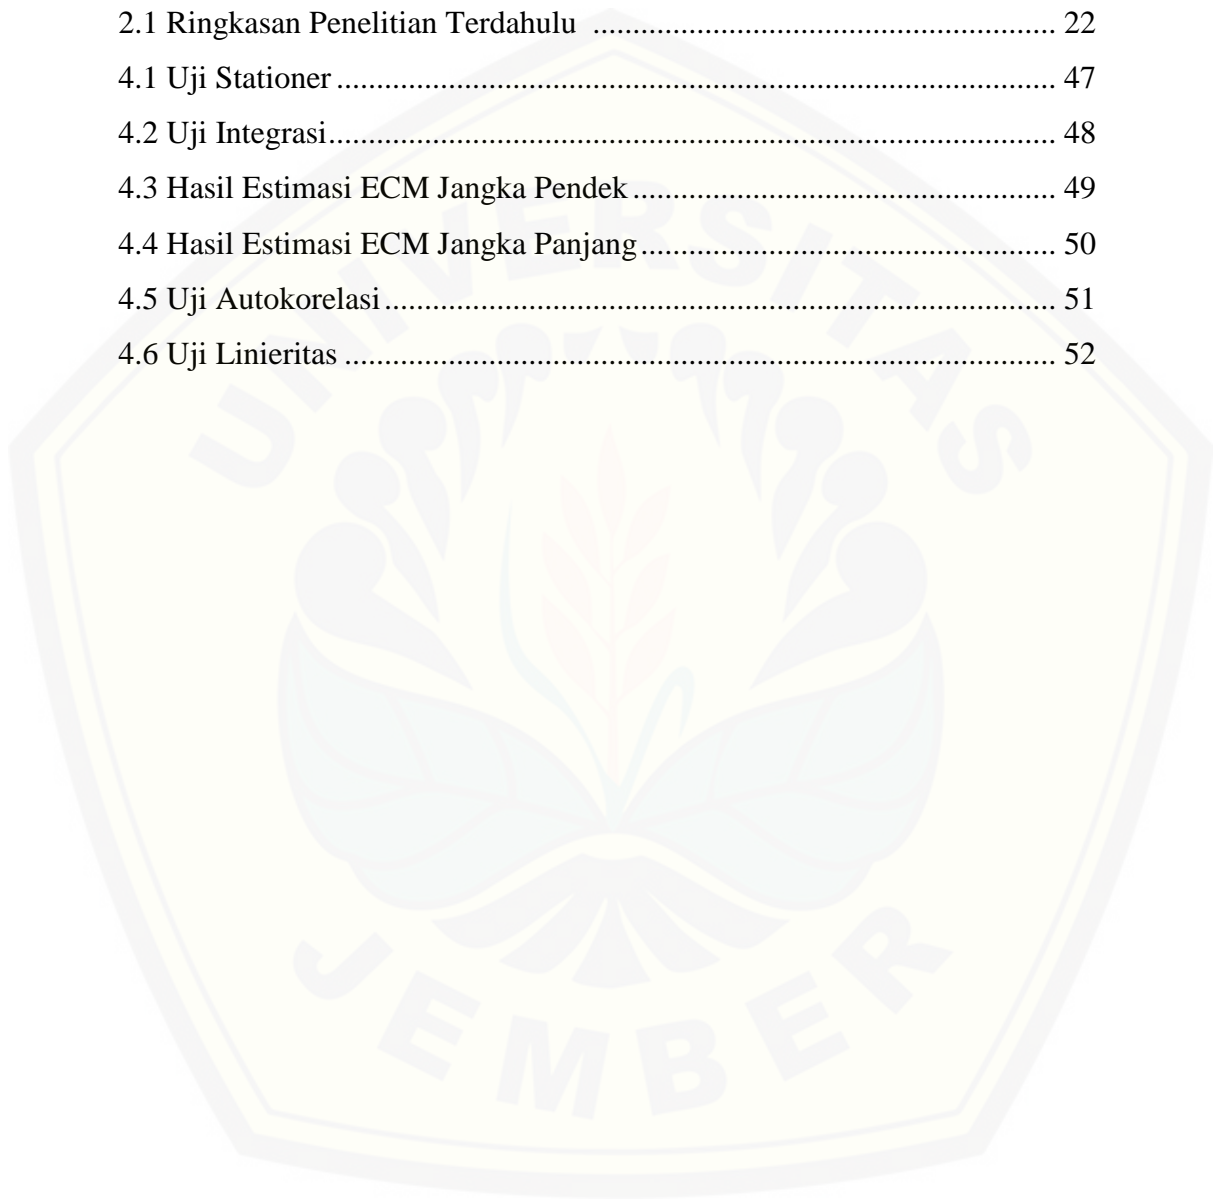 2.1 Ringkasan Penelitian Terdahulu ........................................................ 22
4.1 Uji Stationer ....................................................................................... 47
4.2 Uji Integrasi........................................................................................ 48
4.3 Hasil Estimasi ECM Jangka Pendek ................................................... 49
4.4 Hasil Estimasi ECM Jangka Panjang .................................................. 50
4.5 Uji Autokorelasi ................................................................................. 51
4.6 Uji Linieritas ...................................................................................... 52
UNIVERSITAS
JEMBER